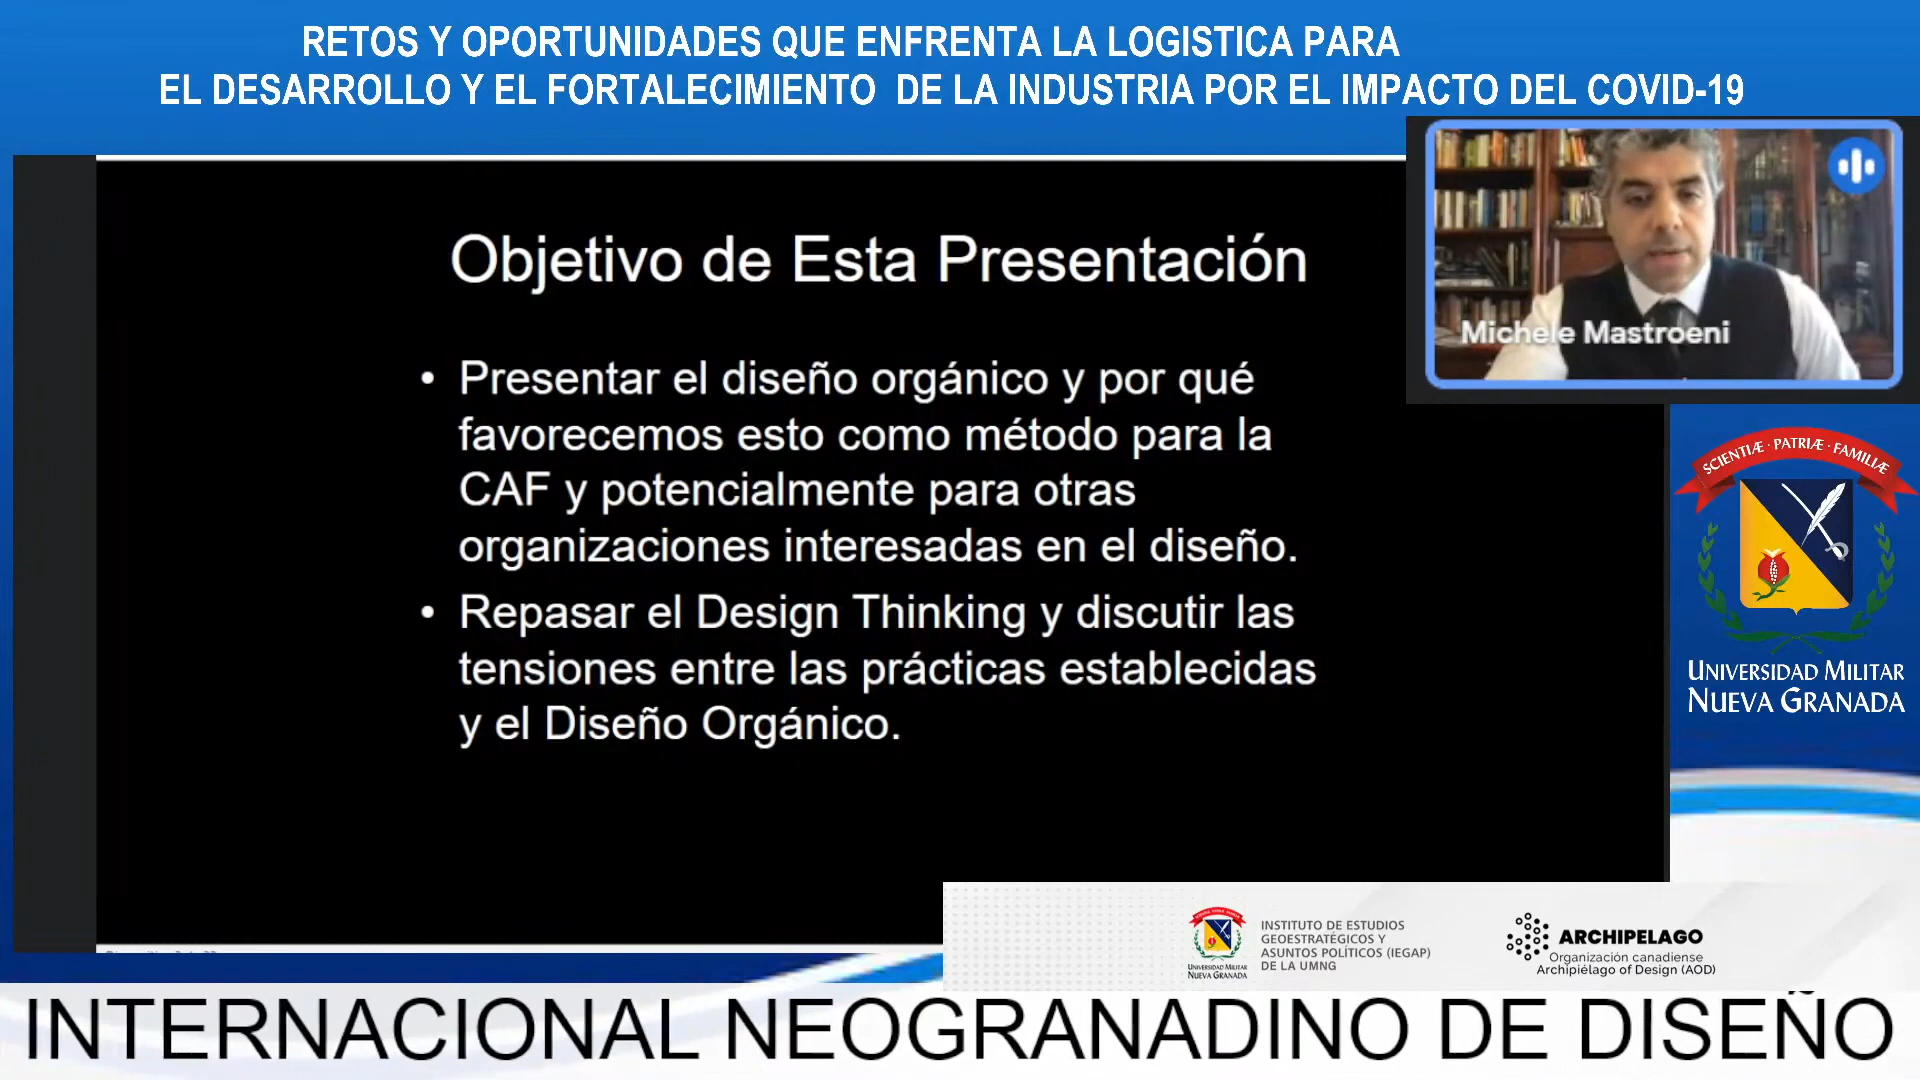 RETOS Y OPORTUNIDADES QUE ENFRENTA LA LOGISTICA PARA
EL DESARROLLO Y EL FORTALECIMIENTO DE LA INDUSTRIA POR EL IMPACTO DEL COVID-19
Michele Mastroeni
Objetivo de Esta Presentación
• Presentar el diseño orgánico y por qué
favorecemos esto como método para la
CAF y potencialmente para otras
organizaciones interesadas en el diseño.
• Repasar el Design Thinking y discutir las
tensiones entre las prácticas establecidas
y el Diseño Orgánico.
SCIENTIÆ · PATRIÆ · FAMILIÆ
UNIVERSIDAD MILITAR
NUEVA GRANADA
UNIVERSIDAD MILITAR
NUEVA GRANADA
INSTITUTO DE ESTUDIOS
GEOESTRATÉGICOS Y
ASUNTOS POLÍTICOS (IEGAP)
DE LA UMNG
ARCHIPELAGO
Organización canadiense
Archipiélago of Design (AOD)
INTERNACIONAL NEOGRANADINO DE DISEÑO